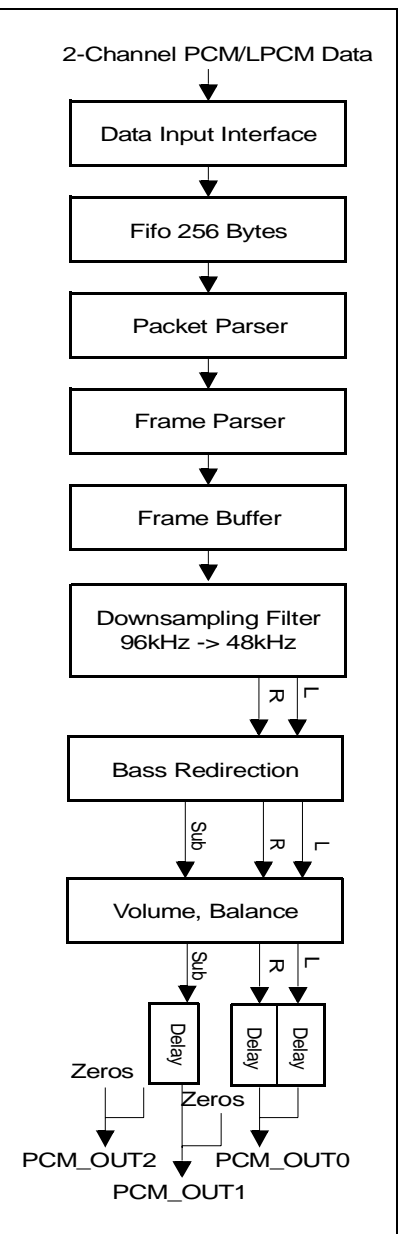 2-Channel PCM/LPCM Data
Data Input Interface
Fifo 256 Bytes
Packet Parser
Frame Parser
Frame Buffer
Downsampling Filter
96kHz -> 48kHz
R
L
Bass Redirection
Sub
R
L
Volume, Balance
Sub
R
L
Delay
Delay
Delay
Zeros
Zeros
PCM_OUT2
PCM_OUT0
PCM_OUT1